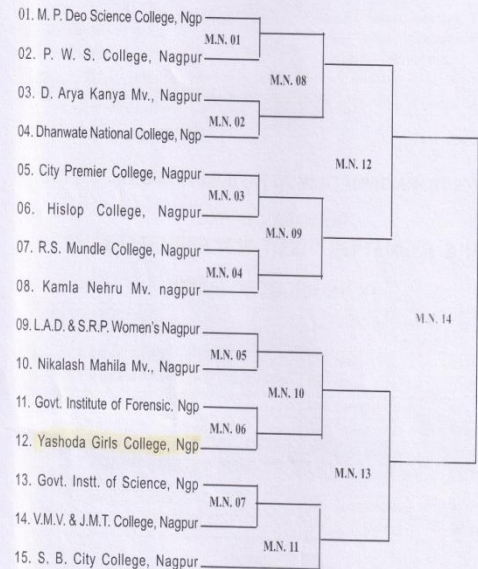 01. M. P. Deo Science College, Ngp
M.N. 01
02. P. W. S. College, Nagpur
M.N. 08
03. D. Arya Kanya Mv., Nagpur
M.N. 02
04. Dhanwate National College, Ngp
M.N. 12
05. City Premier College, Nagpur
M.N. 03
06. Hislop College, Nagpur
M.N. 09
07. R.S. Mundle College, Nagpur
M.N. 04
08. Kamla Nehru Mv. nagpur
M.N. 14
09. L.A.D. & S.R.P. Women's Nagpur
M.N. 05
10. Nikalash Mahila Mv., Nagpur
M.N. 10
11. Govt. Institute of Forensic. Ngp
M.N. 06
12. Yashoda Girls College, Ngp
M.N. 13
13. Govt. Instt. of Science, Ngp
M.N. 07
14. V.M.V. & J.M.T. College, Nagpur
M.N. 11
15. S. B. City College, Nagpur